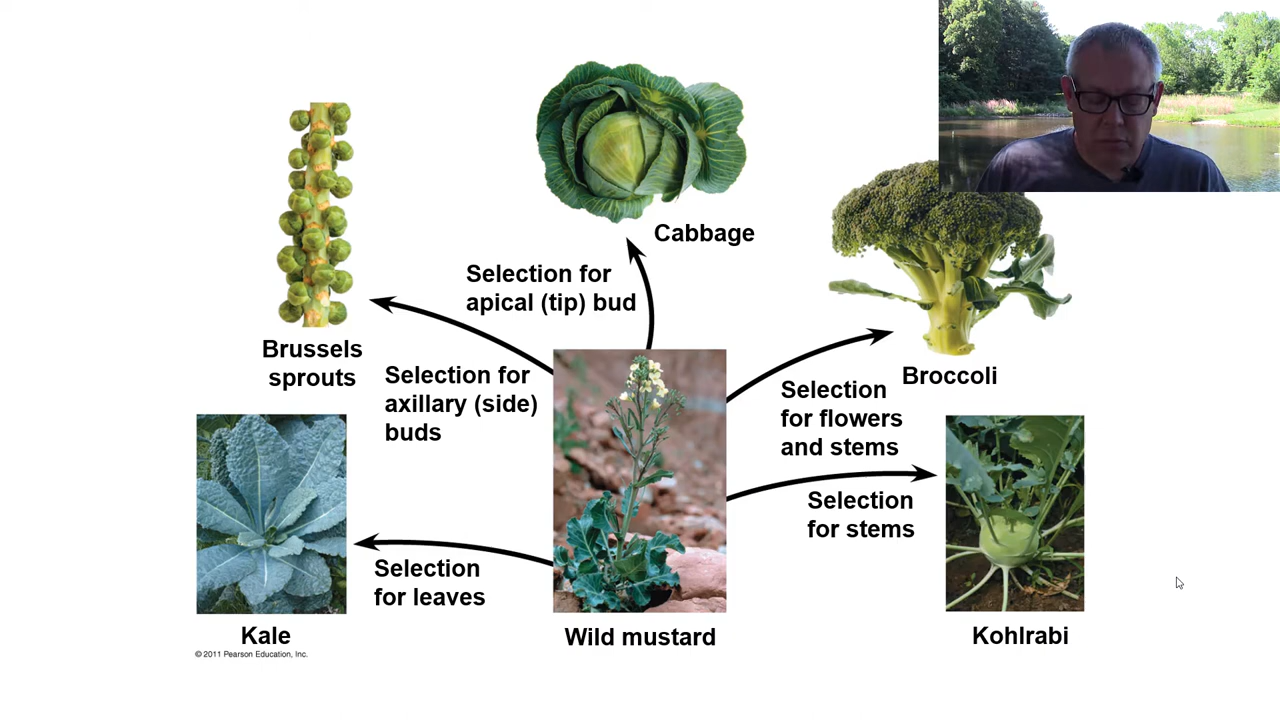 Cabbage
Selection for
apical (tip) bud
Brussels
sprouts
Selection for
axillary (side)
buds
Broccoli
Selection
for flowers
and stems
Selection
for stems
Selection
for leaves
Kale
Wild mustard
Kohlrabi
© 2011 Pearson Education, Inc.